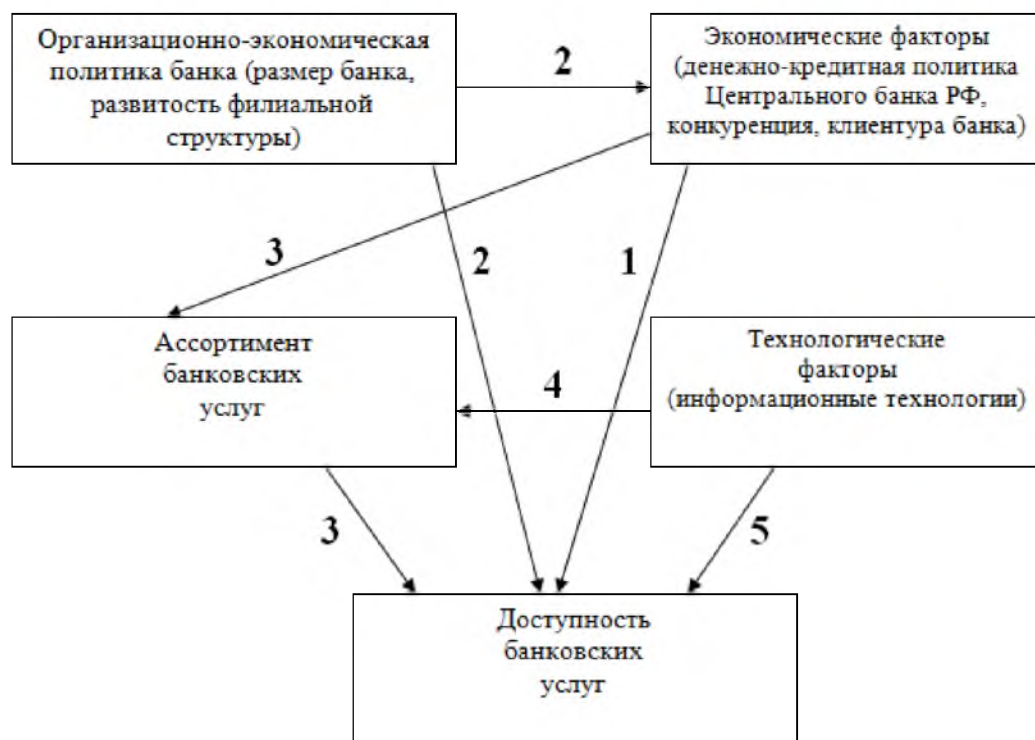 Организационно-экономическая
политика банка (размер банка,
развитость филиальной
структуры)
2
Экономические факторы
(денежно-кредитная политика
Центрального банка РФ,
конкуренция, клиентура банка)
3
2
1
Ассортимент
банковских
услуг
4
Технологические
факторы
(информационные технологии)
3
5
Доступность
банковских
услуг